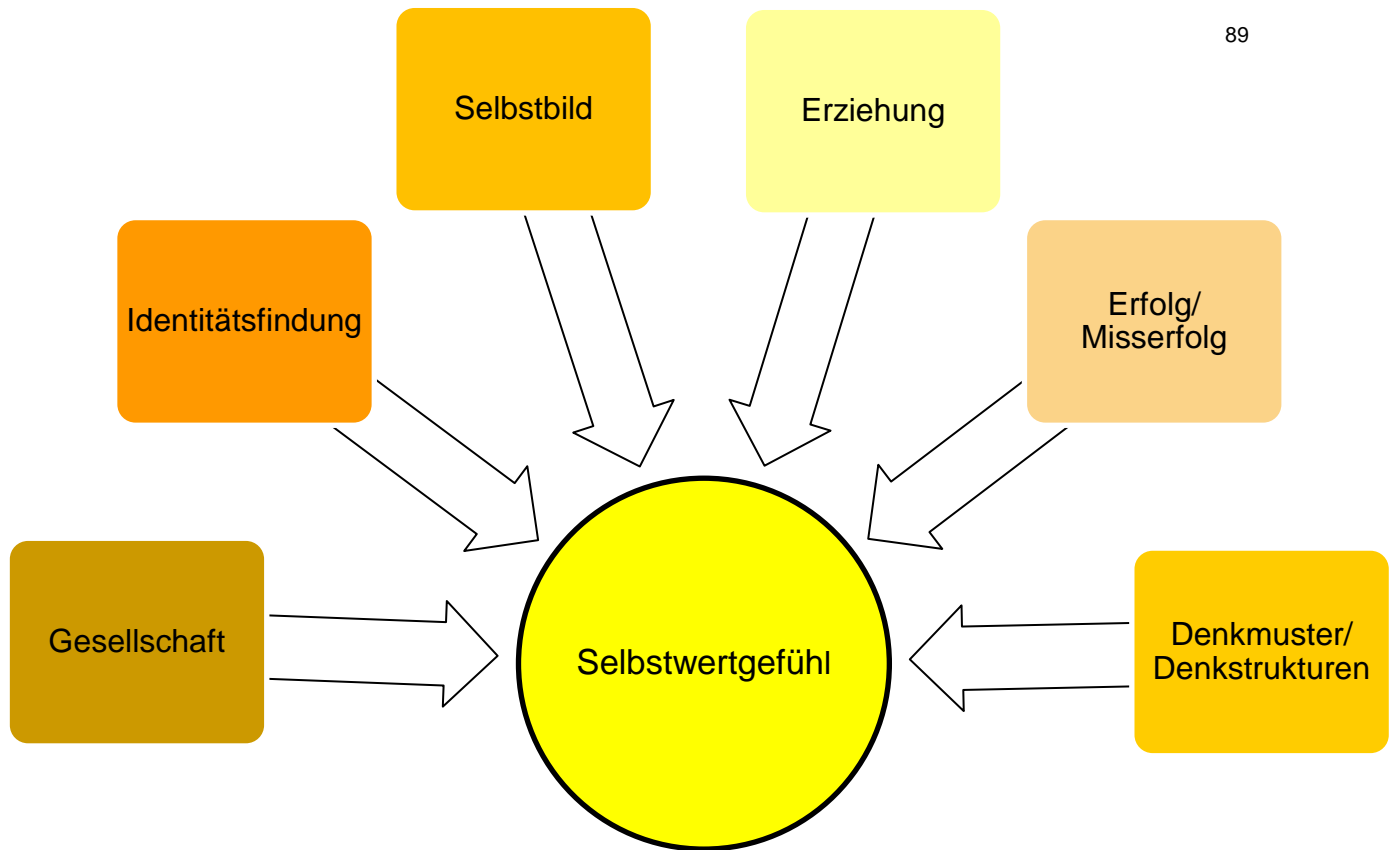 89
Selbstbild
Erziehung
Identitätsfindung
Erfolg/
Misserfolg
Gesellschaft
Selbstwertgefühl
Denkmuster/
Denkstrukturen